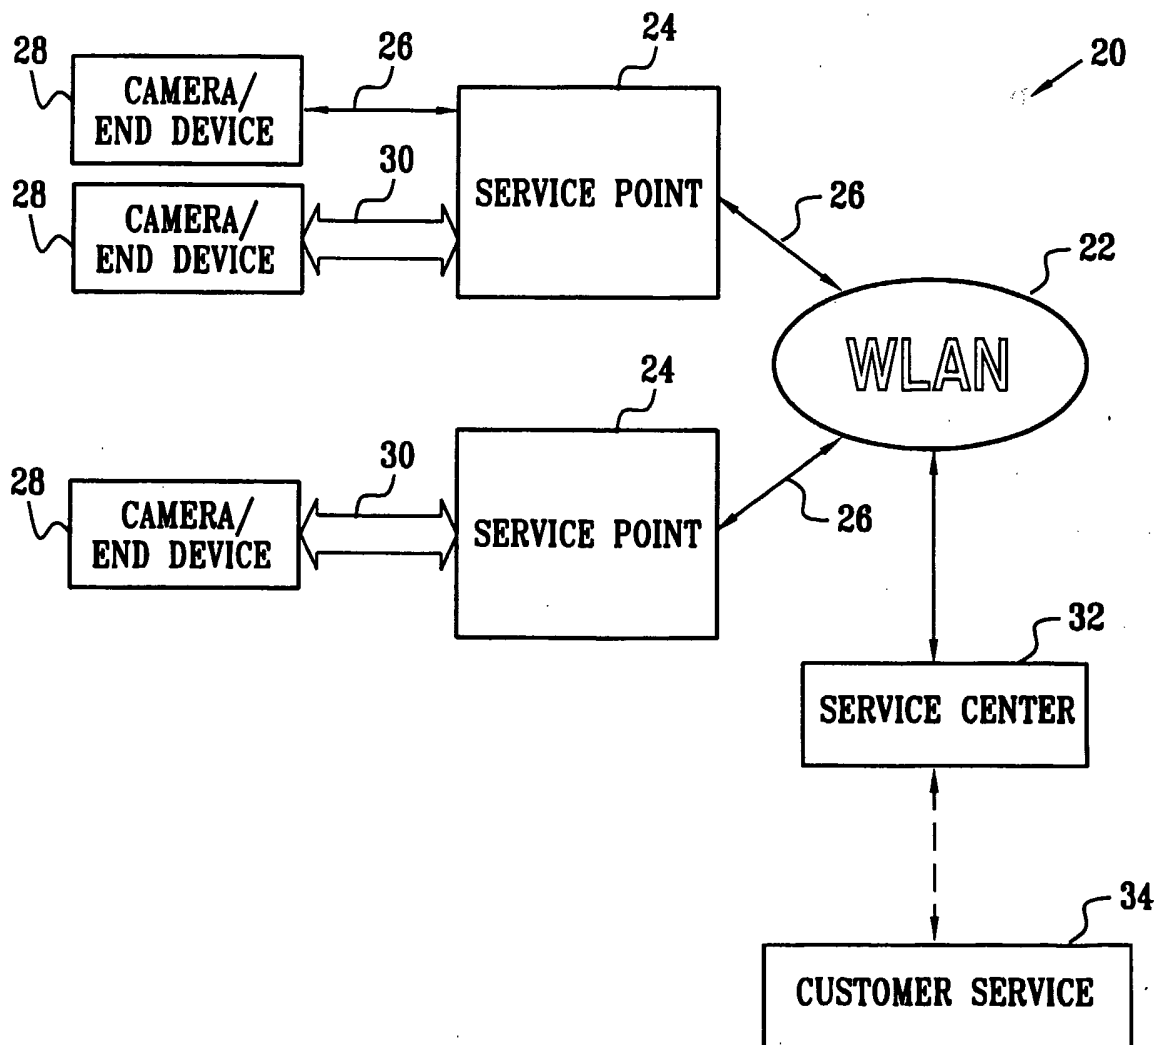 28
CAMERA/
END DEVICE
26
24
20
28
CAMERA/
END DEVICE
30
SERVICE POINT
26
22
WLAN
28
CAMERA/
END DEVICE
30
24
SERVICE POINT
26
32
SERVICE CENTER
34
CUSTOMER SERVICE